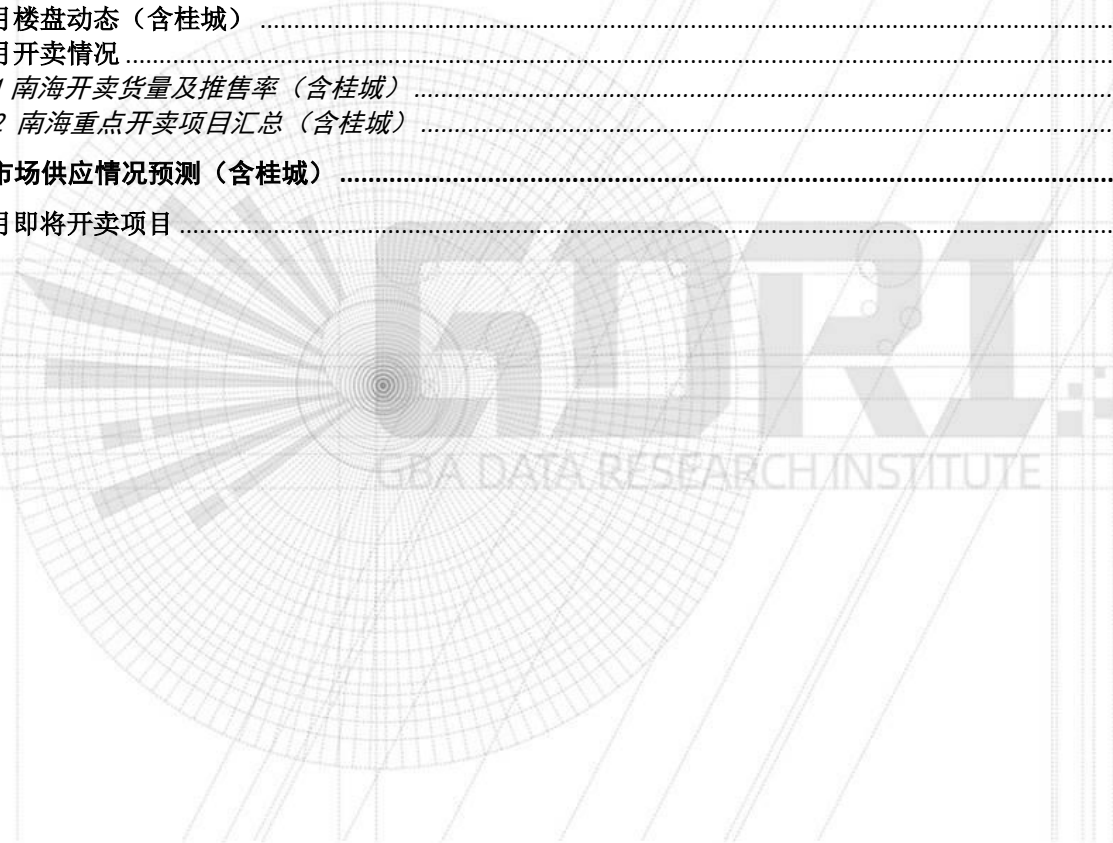 月楼盘动态（含桂城）
月开卖情况
1 南海开卖货量及推售率（含桂城）
2 南海重点开卖项目汇总（含桂城）
市场供应情况预测（含桂城）
月即将开卖项目
GDRI
GBA DATA RESEARCH INSTITUTE